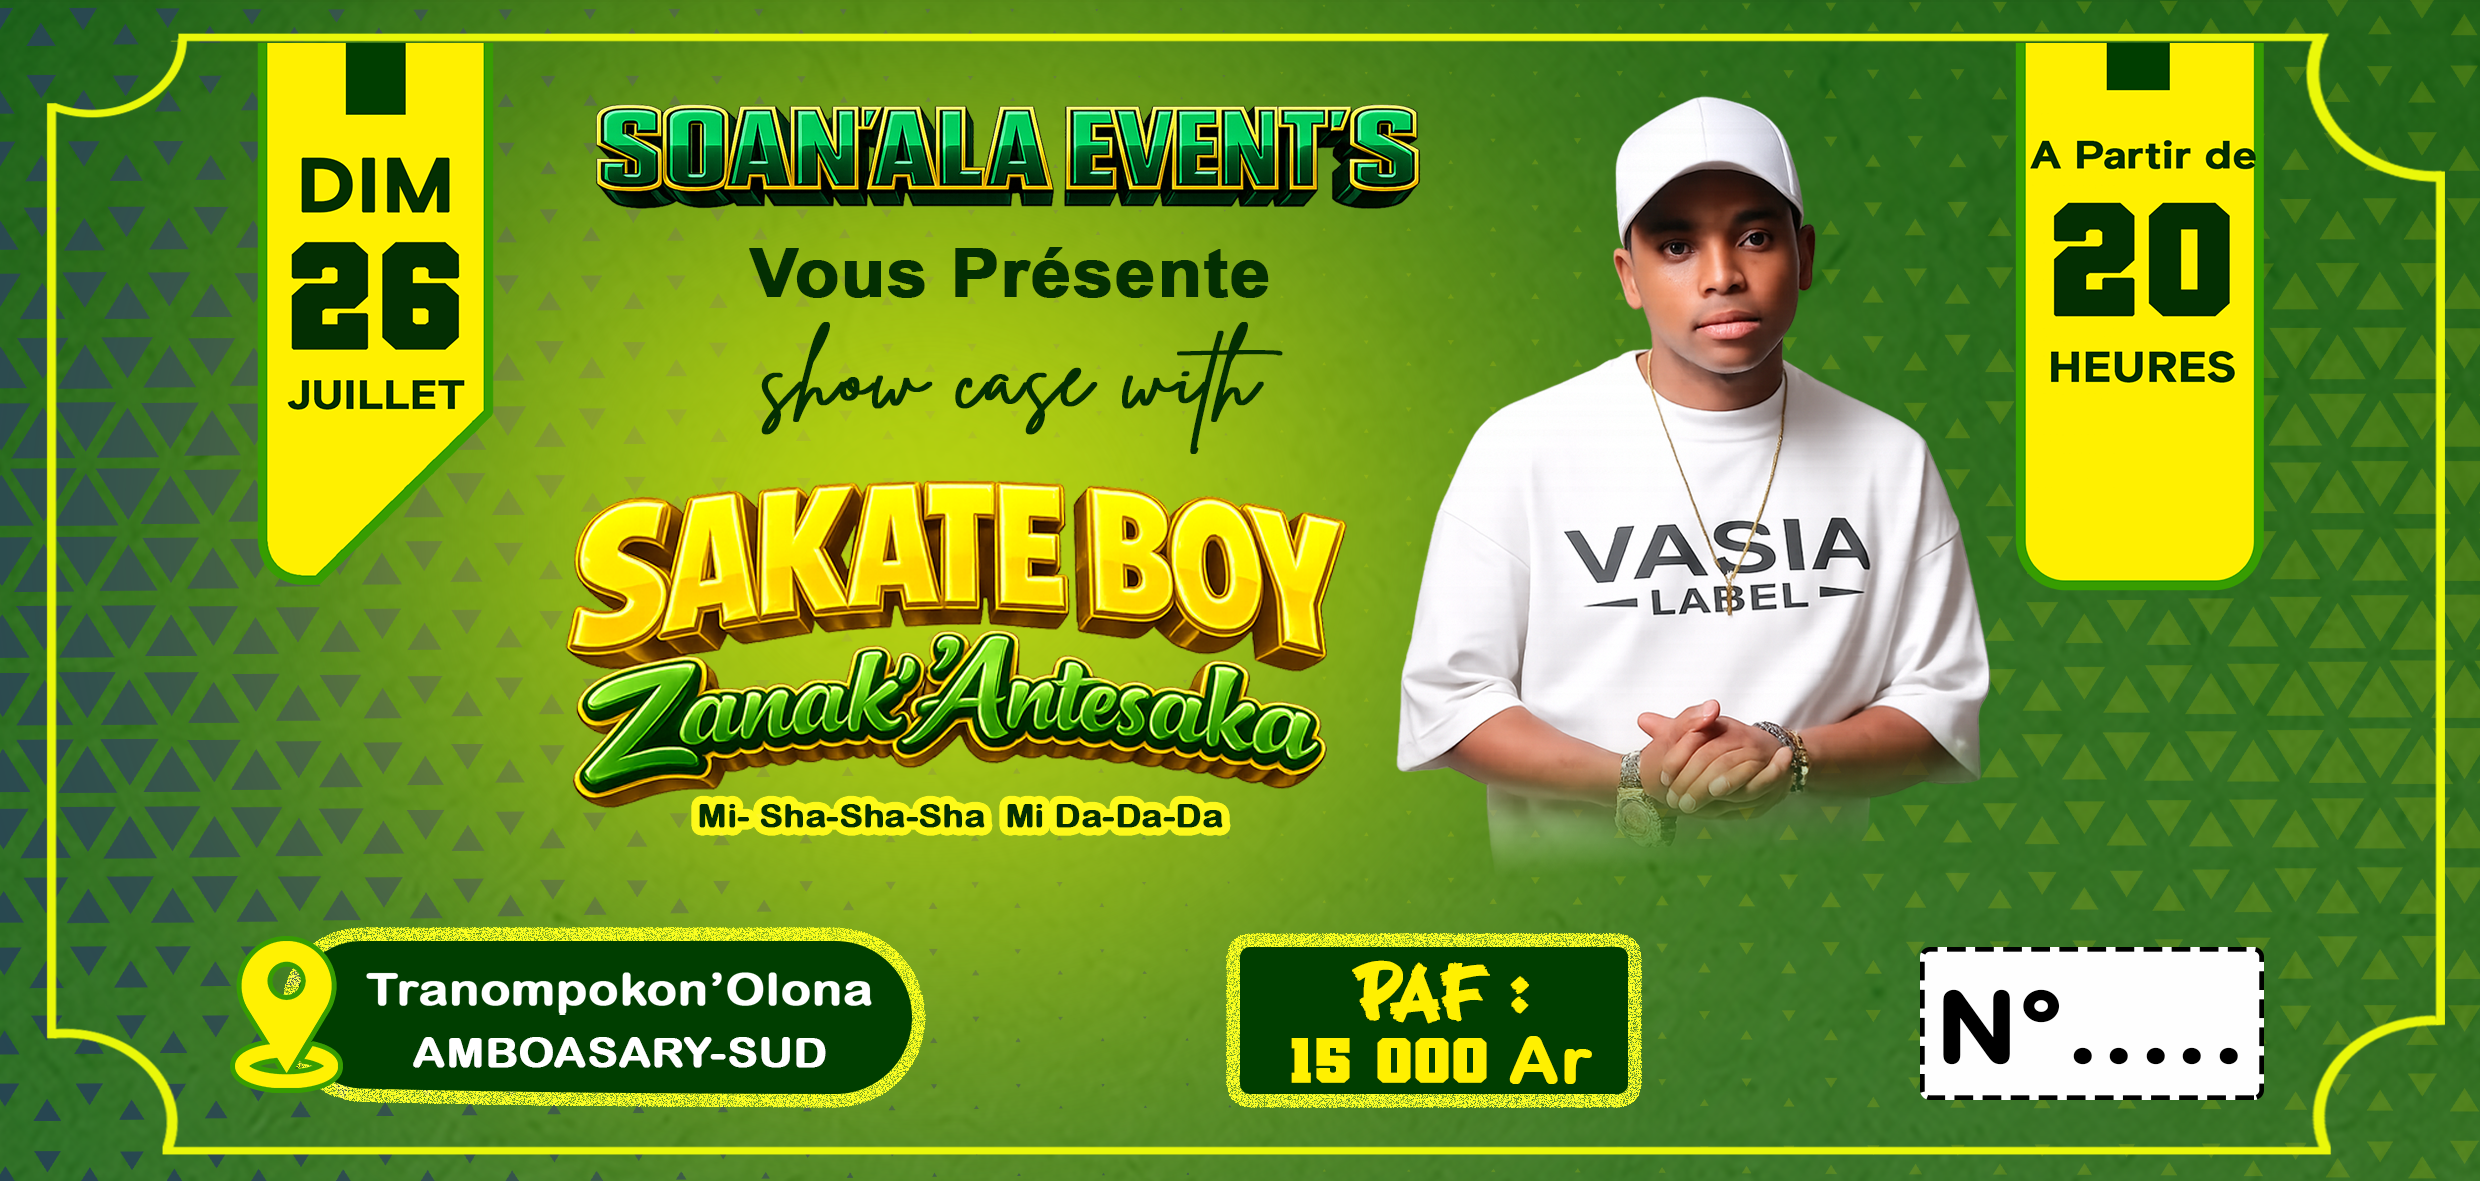 DIM
26
JUILLET
SOAN'ALA EVENT'S
Vous Présente
show case with
SAKATE BOY
Zanak'Antesaka
Mi- Sha-Sha-Sha Mi Da-Da-Da
VASIA
LABEL
A Partir de
20
HEURES
Tranompokon'Olona
AMBOASARY-SUD
PAF :
15 000 Ar
N°.....